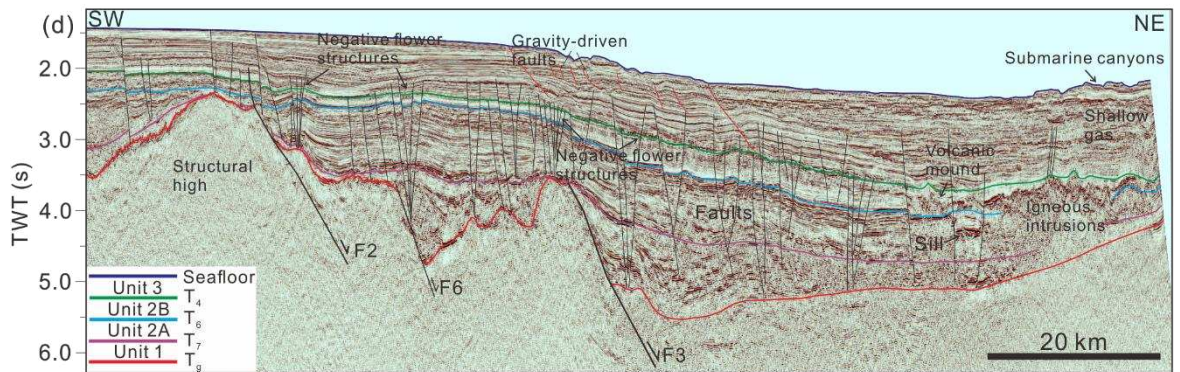 (d) SW
NE
Negative flower
structures
Gravity-driven
faults
Submarine canyons
2.0
3.0
4.0
5.0
6.0
TWT (s)
Shallow
gas
Structural
high
Negative flower
structures
Volcanic
mound
Faults
Igneous
intrusions
Sill
F2
F6
F3
Seafloor
Unit 3
T4
Unit 2B
T6
Unit 2A
T7
Unit 1
Tg
20 km